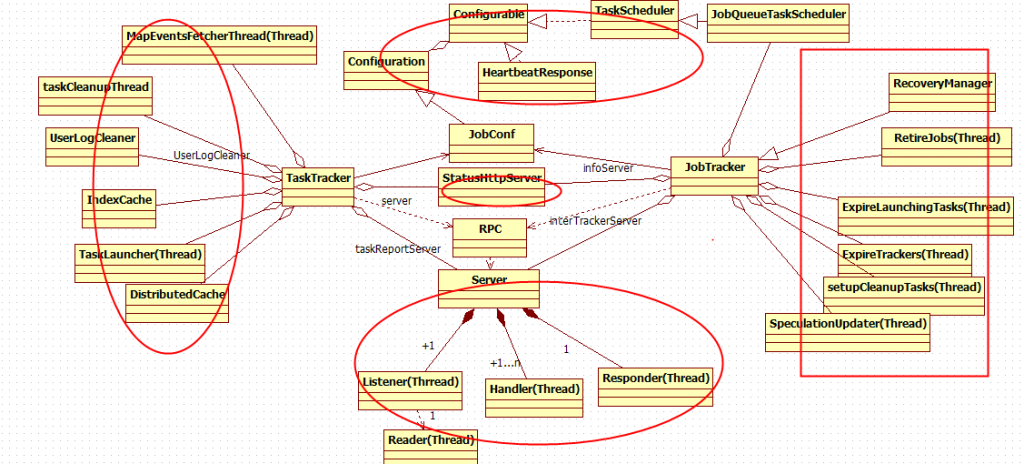 Configurable
TaskScheduler
JobQueueTaskScheduler
MapEventsFetcherThread(Thread)
Configuration
HeartbeatResponse
taskCleanupThread
RecoveryManager
UserLogCleaner
JobConf
RetireJobs(Thread)
UserLogCleaner
TaskTracker
StatusHttpServer
infoServer
JobTracker
IndexCache
server
ExpireLaunchingTasks(Thread)
RPC
interTrackerServer
TaskLauncher(Thread)
taskReportServer
ExpireTrackers(Thread)
DistributedCache
Server
setupCleanupTasks(Thread)
SpeculationUpdater(Thread)
+1
+1...n
1
Listener(Thrread)
Handler(Thread)
Responder(Thread)
1
Reader(Thread)